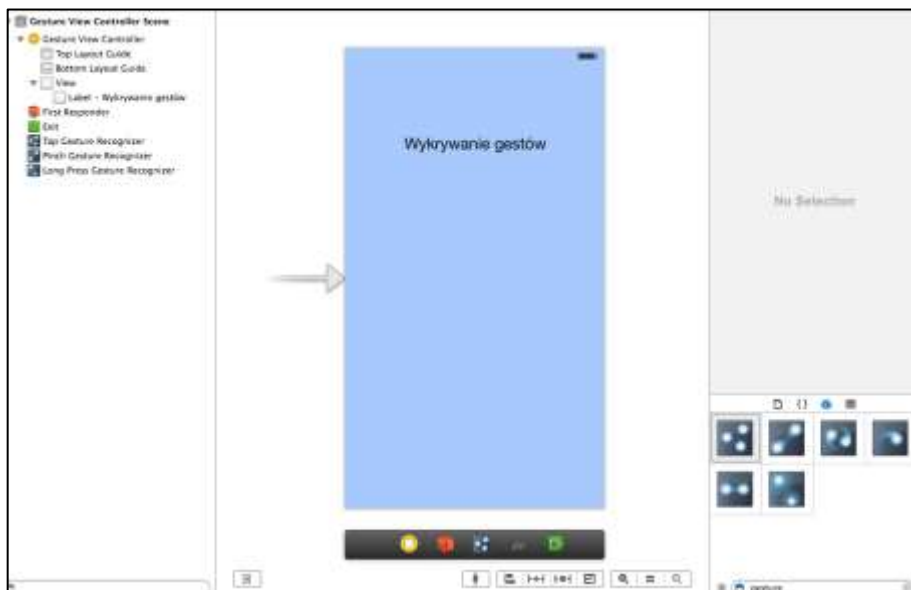 Gesture View Controller Scene
Gesture View Controller
Top Layout Guide
Bottom Layout Guide
View
Label - Wykrywanie gestów
First Responder
Exit
Tap Gesture Recognizer
Pinch Gesture Recognizer
Long Press Gesture Recognizer
Wykrywanie gestów
No Selection
gesture